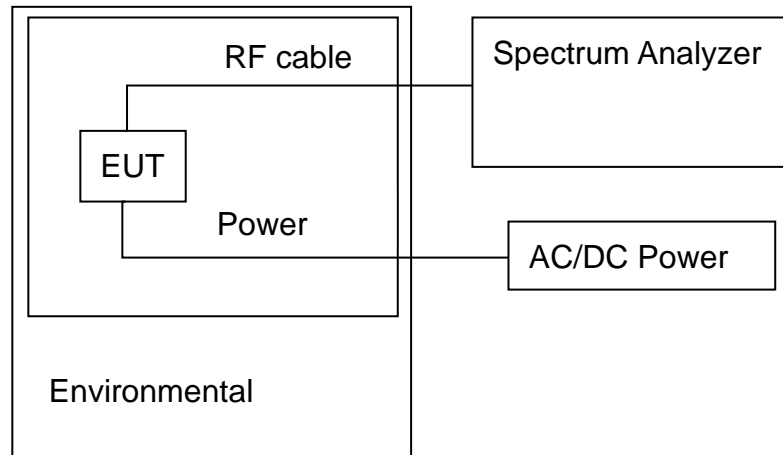 RF cable
Spectrum Analyzer
EUT
Power
AC/DC Power
Environmental